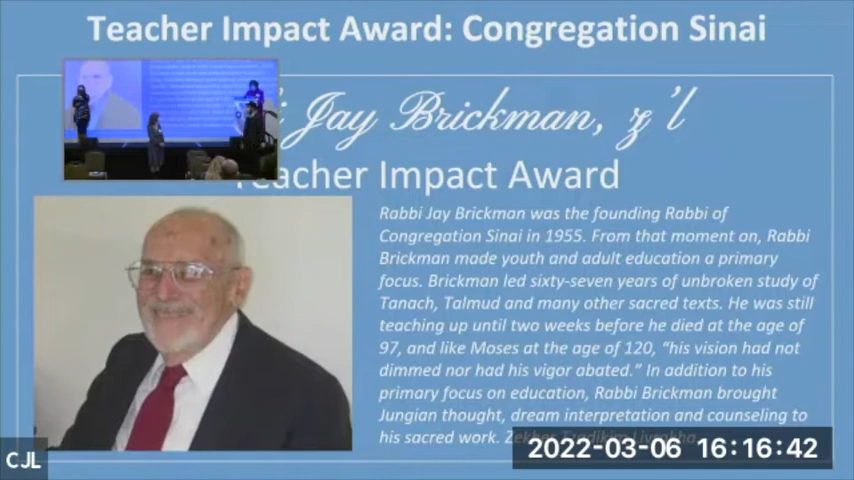 Teacher Impact Award: Congregation Sinai
Jay Brickman, z'l
Teacher Impact Award
Rabbi Jay Brickman was the founding Rabbi of
Congregation Sinai in 1955. From that moment on, Rabbi
Brickman made youth and adult education a primary
focus. Brickman led sixty-seven years of unbroken study of
Tanach, Talmud and many other sacred texts. He was still
teaching up until two weeks before he died at the age of
97, and like Moses at the age of 120, “his vision had not
dimmed nor had his vigor abated.” In addition to his
primary focus on education, Rabbi Brickman brought
Jungian thought, dream interpretation and counseling to
his sacred work.
CJL
2022-03-06 16:16:42